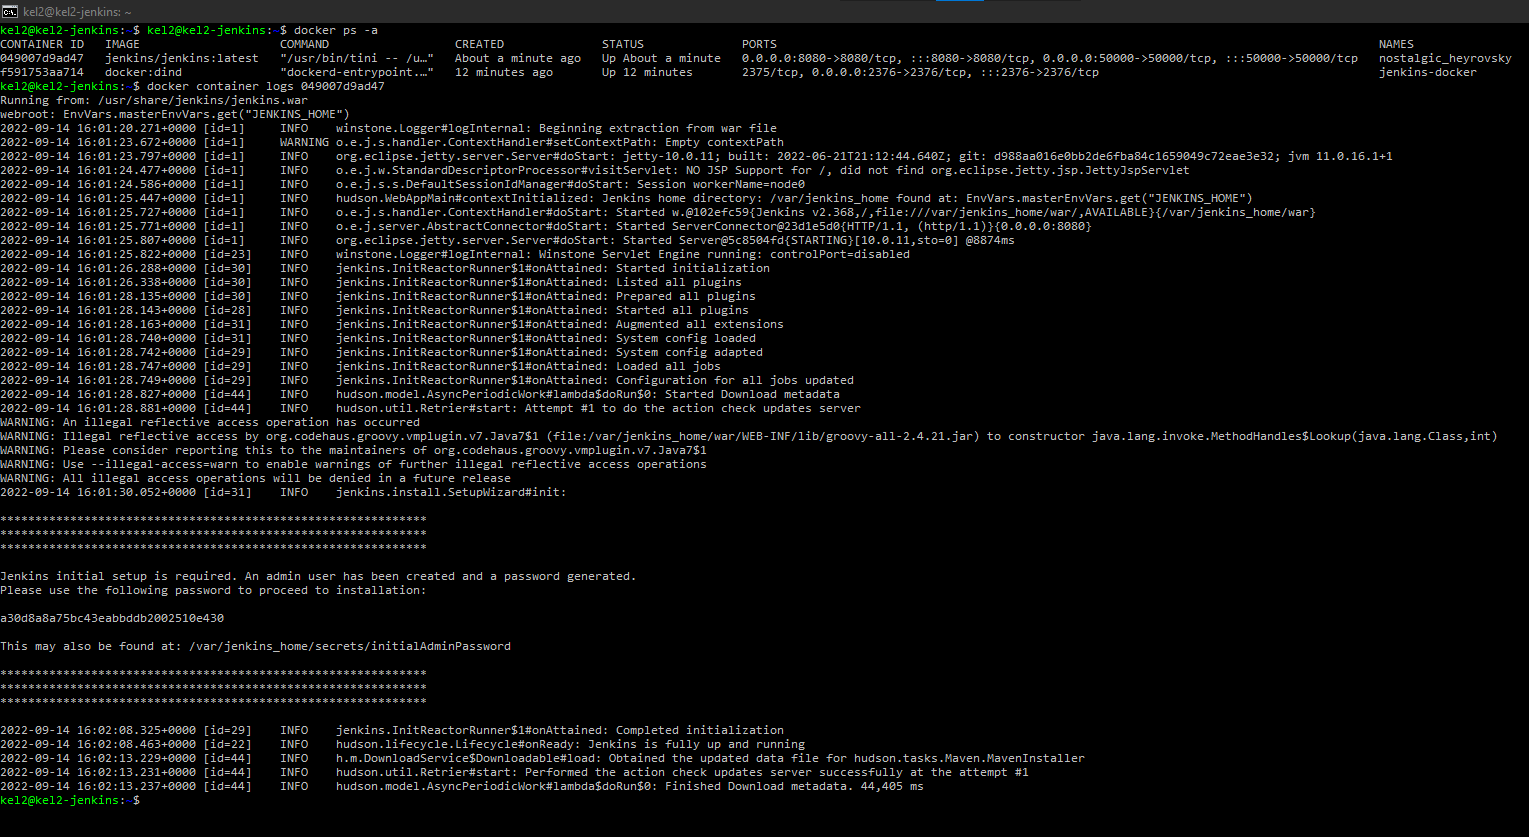 kel2@kel2-jenkins: ~
kel2@kel2-jenkins:~$ kel2@kel2-jenkins:~$ docker ps -a
CONTAINER ID   IMAGE                    COMMAND                  CREATED              STATUS              PORTS                                                                                      NAMES
049007d9ad47   jenkins/jenkins:latest   "/usr/bin/tini -- /u…"   About a minute ago   Up About a minute   0.0.0.0:8080->8080/tcp, :::8080->8080/tcp, 0.0.0.0:50000->50000/tcp, :::50000->50000/tcp   nostalgic_heyrovsky
f591753aa714   docker:dind              "dockerd-entrypoint.…"   12 minutes ago       Up 12 minutes       2375/tcp, 0.0.0.0:2376->2376/tcp, :::2376->2376/tcp                                        jenkins-docker
kel2@kel2-jenkins:~$ docker container logs 049007d9ad47
Running from: /usr/share/jenkins/jenkins.war
webroot: EnvVars.masterEnvVars.get("JENKINS_HOME")
2022-09-14 16:01:20.271+0000 [id=1]     INFO    winstone.Logger#logInternal: Beginning extraction from war file
2022-09-14 16:01:23.672+0000 [id=1]     WARNING o.e.j.s.handler.ContextHandler#setContextPath: Empty contextPath
2022-09-14 16:01:23.797+0000 [id=1]     INFO    org.eclipse.jetty.server.Server#doStart: jetty-10.0.11; built: 2022-06-21T21:12:44.640Z; git: d988aa016e0bb2de6fba84c1659049c72eae3e32; jvm 11.0.16.1+1
2022-09-14 16:01:24.477+0000 [id=1]     INFO    o.e.j.w.StandardDescriptorProcessor#visitServlet: NO JSP Support for /, did not find org.eclipse.jetty.jsp.JettyJspServlet
2022-09-14 16:01:24.586+0000 [id=1]     INFO    o.e.j.s.s.DefaultSessionIdManager#doStart: Session workerName=node0
2022-09-14 16:01:25.447+0000 [id=1]     INFO    hudson.WebAppMain#contextInitialized: Jenkins home directory: /var/jenkins_home found at: EnvVars.masterEnvVars.get("JENKINS_HOME")
2022-09-14 16:01:25.727+0000 [id=1]     INFO    o.e.j.s.handler.ContextHandler#doStart: Started w.@102efc59{Jenkins v2.368,/,file:///var/jenkins_home/war/,AVAILABLE}{/var/jenkins_home/war}
2022-09-14 16:01:25.771+0000 [id=1]     INFO    o.e.j.server.AbstractConnector#doStart: Started ServerConnector@23d1e5d0{HTTP/1.1, (http/1.1)}{0.0.0.0:8080}
2022-09-14 16:01:25.807+0000 [id=1]     INFO    org.eclipse.jetty.server.Server#doStart: Started Server@5c8504fd{STARTING}[10.0.11,sto=0] @8874ms
2022-09-14 16:01:25.822+0000 [id=23]    INFO    winstone.Logger#logInternal: Winstone Servlet Engine running: controlPort=disabled
2022-09-14 16:01:26.288+0000 [id=30]    INFO    jenkins.InitReactorRunner$1#onAttained: Started initialization
2022-09-14 16:01:26.338+0000 [id=30]    INFO    jenkins.InitReactorRunner$1#onAttained: Listed all plugins
2022-09-14 16:01:28.135+0000 [id=30]    INFO    jenkins.InitReactorRunner$1#onAttained: Prepared all plugins
2022-09-14 16:01:28.143+0000 [id=28]    INFO    jenkins.InitReactorRunner$1#onAttained: Started all plugins
2022-09-14 16:01:28.163+0000 [id=31]    INFO    jenkins.InitReactorRunner$1#onAttained: Augmented all extensions
2022-09-14 16:01:28.740+0000 [id=31]    INFO    jenkins.InitReactorRunner$1#onAttained: System config loaded
2022-09-14 16:01:28.742+0000 [id=29]    INFO    jenkins.InitReactorRunner$1#onAttained: System config adapted
2022-09-14 16:01:28.747+0000 [id=29]    INFO    jenkins.InitReactorRunner$1#onAttained: Loaded all jobs
2022-09-14 16:01:28.749+0000 [id=29]    INFO    jenkins.InitReactorRunner$1#onAttained: Configuration for all jobs updated
2022-09-14 16:01:28.827+0000 [id=44]    INFO    hudson.model.AsyncPeriodicWork#lambda$doRun$0: Started Download metadata
2022-09-14 16:01:28.881+0000 [id=44]    INFO    hudson.util.Retrier#start: Attempt #1 to do the action check updates server
WARNING: An illegal reflective access operation has occurred
WARNING: Illegal reflective access by org.codehaus.groovy.vmplugin.v7.Java7$1 (file:/var/jenkins_home/war/WEB-INF/lib/groovy-all-2.4.21.jar) to constructor java.lang.invoke.MethodHandles$Lookup(java.lang.Class,int)
WARNING: Please consider reporting this to the maintainers of org.codehaus.groovy.vmplugin.v7.Java7$1
WARNING: Use --illegal-access=warn to enable warnings of further illegal reflective access operations
WARNING: All illegal access operations will be denied in a future release
2022-09-14 16:01:30.052+0000 [id=31]    INFO    jenkins.install.SetupWizard#init:
*************************************************************
*************************************************************
*************************************************************
Jenkins initial setup is required. An admin user has been created and a password generated.
Please use the following password to proceed to installation:
a30d8a8a75bc43eabbddb2002510e430
This may also be found at: /var/jenkins_home/secrets/initialAdminPassword
*************************************************************
*************************************************************
*************************************************************
2022-09-14 16:02:08.325+0000 [id=29]    INFO    jenkins.InitReactorRunner$1#onAttained: Completed initialization
2022-09-14 16:02:08.463+0000 [id=22]    INFO    hudson.lifecycle.Lifecycle#onReady: Jenkins is fully up and running
2022-09-14 16:02:13.229+0000 [id=44]    INFO    h.m.DownloadService$Downloadable#load: Obtained the updated data file for hudson.tasks.Maven.MavenInstaller
2022-09-14 16:02:13.231+0000 [id=44]    INFO    hudson.util.Retrier#start: Performed the action check updates server successfully at the attempt #1
2022-09-14 16:02:13.237+0000 [id=44]    INFO    hudson.model.AsyncPeriodicWork#lambda$doRun$0: Finished Download metadata. 44,405 ms
kel2@kel2-jenkins:~$